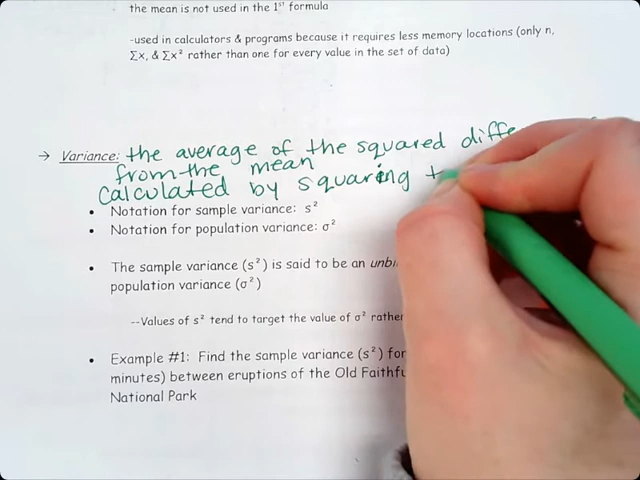 the mean is not used in the 1st formula
-used in calculators & programs because it requires less memory locations (only n,
Σx, & Σx² rather than one for every value in the set of data)
→ Variance: the average of the squared diffe
from the mean
calculated by squaring t
• Notation for sample variance: s²
• Notation for population variance: σ²
• The sample variance (s²) is said to be an unbi
population variance (σ²)
--Values of s² tend to target the value of σ² rather
• Example #1: Find the sample variance (s²) for
minutes) between eruptions of the Old Faithfu
National Park